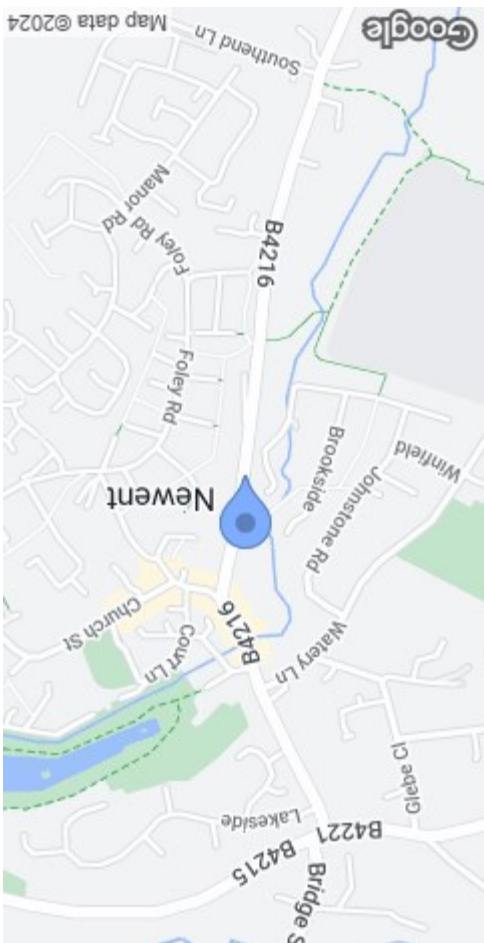 Bridge S
B4215
B4221
Lakeside
Glebe Cl
Court Ln
B4216
Watery Ln
Church St
Johnstone Rd
Newent
Brookside
Winfield
Foley Rd
Foley Rd
B4216
Manor Rd
Southend Ln
Google
Map data ©2024